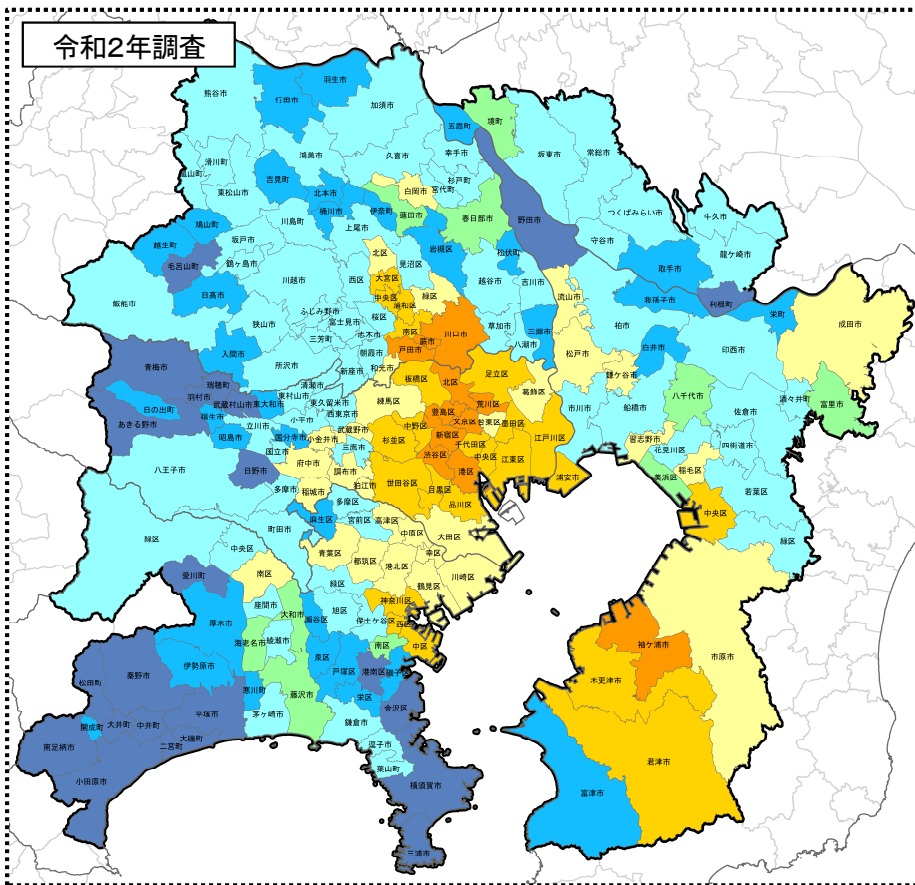 令和2年調査
熊谷市
行田市
羽生市
加須市
五霞町
境町
坂東市
常総市
滑川町
嵐山町
東松山市
鴻巣市
久喜市
幸手市
杉戸町
宮代町
吉見町
北本市
桶川市
川島町
上尾市
伊奈町
白岡市
蓮田市
春日部市
野田市
つくばみらい市
牛久市
守谷市
龍ケ崎市
鳩山町
越生町
毛呂山町
坂戸市
鶴ヶ島市
日高市
川越市
西区
北区
見沼区
岩槻区
松伏町
越谷市
吉川市
大宮区
中央区
浦和区
緑区
桜区
南区
取手市
我孫子市
利根町
栄町
成田市
飯能市
狭山市
ふじみ野市
富士見市
三芳町
志木市
朝霞市
和光市
新座市
入間市
所沢市
川口市
蕨市
戸田市
草加市
八潮市
三郷市
流山市
柏市
松戸市
鎌ケ谷市
白井市
印西市
青梅市
瑞穂町
羽村市
武蔵村山市
東大和市
東村山市
清瀬市
東久留米市
西東京市
小平市
日の出町
あきる野市
福生市
昭島市
立川市
国分寺市
国立市
小金井市
武蔵野市
三鷹市
板橋区
練馬区
北区
足立区
葛飾区
荒川区
豊島区
文京区
台東区
墨田区
中野区
新宿区
千代田区
杉並区
渋谷区
港区
中央区
江東区
江戸川区
世田谷区
目黒区
品川区
大田区
市川市
船橋市
浦安市
習志野市
八千代市
花見川区
美浜区
稲毛区
中央区
若葉区
緑区
四街道市
佐倉市
酒々井町
富里市
八王子市
日野市
府中市
調布市
狛江市
多摩市
稲城市
町田市
麻生区
多摩区
宮前区
高津区
中原区
幸区
川崎区
緑区
中央区
南区
青葉区
都筑区
港北区
鶴見区
緑区
旭区
神奈川区
保土ケ谷区
西区
中区
南区
瀬谷区
泉区
戸塚区
港南区
磯子区
栄区
金沢区
愛川町
厚木市
座間市
大和市
海老名市
綾瀬市
伊勢原市
寒川町
藤沢市
茅ヶ崎市
鎌倉市
逗子市
葉山町
横須賀市
三浦市
松田町
秦野市
開成町
大井町
中井町
平塚市
大磯町
二宮町
南足柄市
小田原市
袖ケ浦市
木更津市
市原市
君津市
富津市